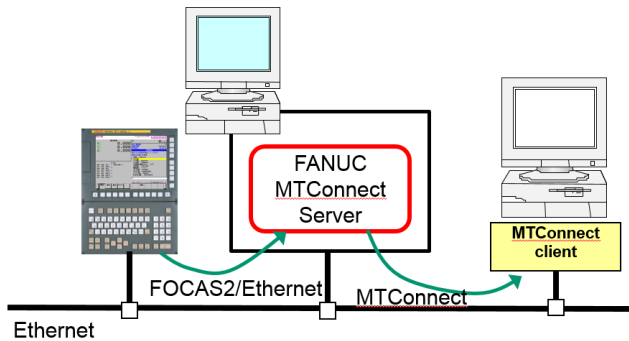 FANUC
MTConnect
Server
MTConnect
client
FOCAS2/Ethernet
MTConnect
Ethernet